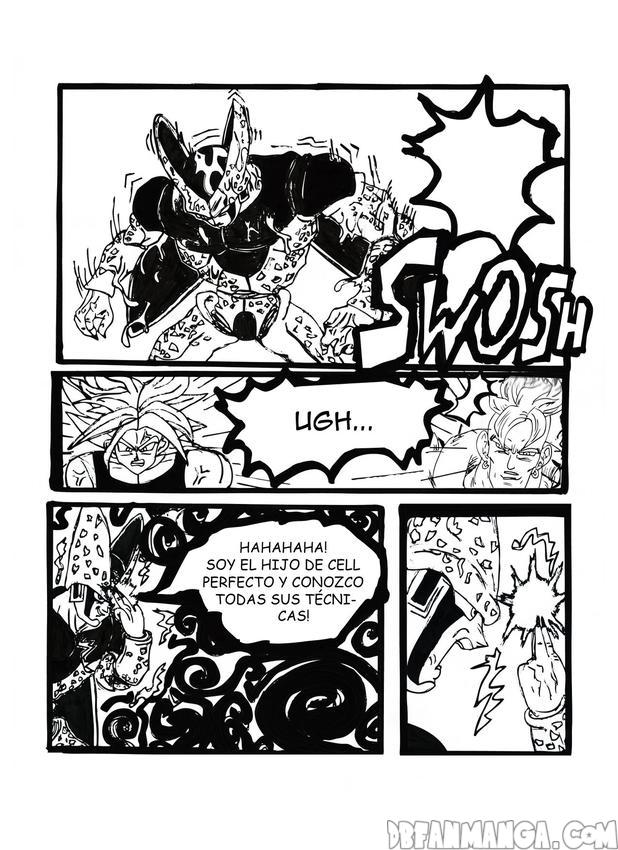 SWOSH
UGH...
HAHAHAHA!
SOY EL HIJO DE CELL
PERFECTO Y CONOZCO
TODAS SUS TÉCNI-
CAS!
DBFANMANGA.COM